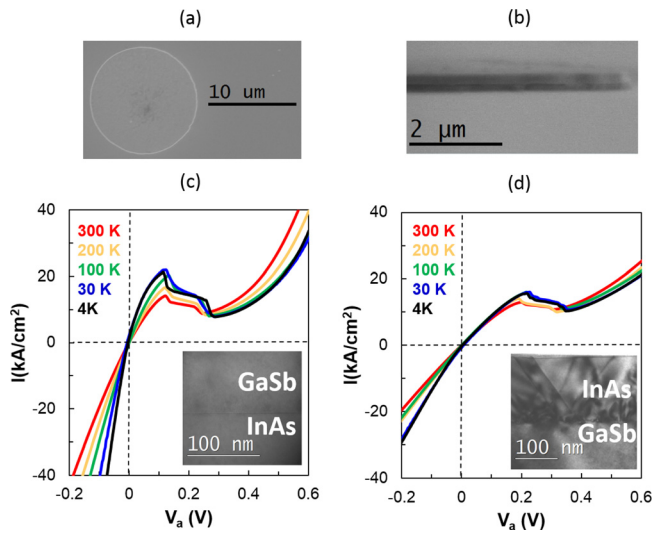 (a)
(b)
10 um
2 μm
(c)
(d)
40
20
0
-20
-40
I(kA/cm²)
300 K
200 K
100 K
30 K
4K
GaSb
InAs
100 nm
-0.2
0
0.2
0.4
0.6
Vₐ (V)
40
20
0
-20
-40
I(kA/cm²)
300 K
200 K
100 K
30 K
4K
InAs
GaSb
100 nm
-0.2
0
0.2
0.4
0.6
Vₐ (V)